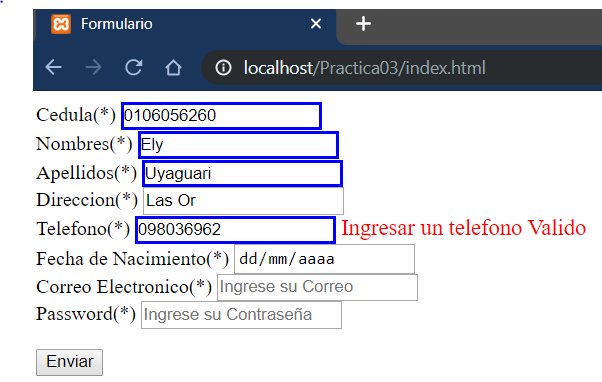 Formulario
localhost/Practica03/index.html
Cedula(*) 0106056260
Nombres(*) Ely
Apellidos(*) Uyaguari
Direccion(*) Las Or
Telefono(*) 098036962 Ingresar un telefono Valido
Fecha de Nacimiento(*) dd/mm/aaaa
Correo Electronico(*) Ingrese su Correo
Password(*) Ingrese su Contraseña
Enviar